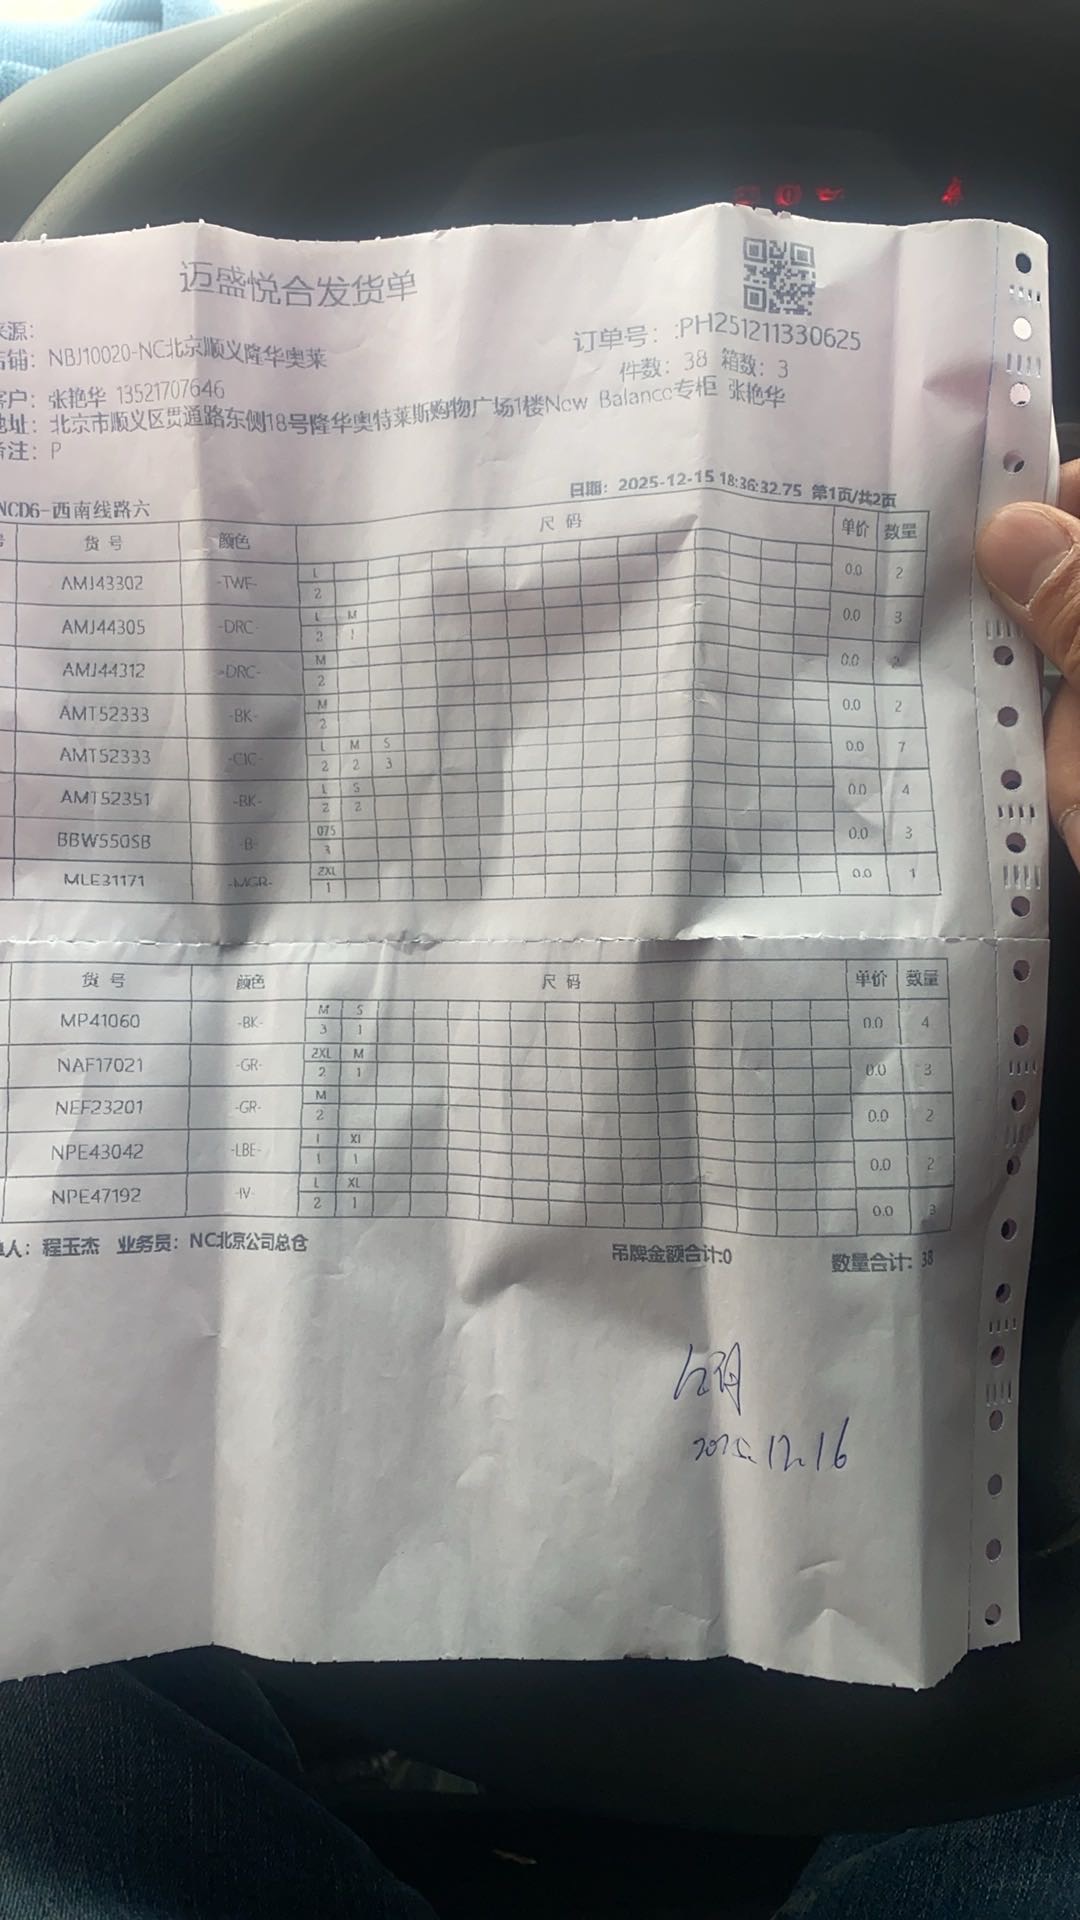 迈盛悦合发货单
来源:
店铺: NBJ10020-NC北京顺义隆华奥莱
订单号: :PH251211330625
件数: 38 箱数: 3
客户: 张艳华 13521707646
地址: 北京市顺义区贯通路东侧18号隆华奥特莱斯购物广场1楼New Balance专柜 张艳华
备注: P
日期: 2025-12-15 18:36:32.75 第1页/共2页
NCD6-西南线路六
号 货号 颜色 尺码 单价 数量
AMJ43302 -TWF- L 0.0 2
2
AMJ44305 -DRC- L M 0.0 3
2 1
AMJ44312 -DRC- M 0.0 2
2
AMT52333 -BK- M 0.0 2
2
AMT52333 -CIC- L M S 0.0 7
2 2 3
AMT52351 -BK- L S 0.0 4
2 2
BBW550SB -B- 075 0.0 3
3
MLE31171 -MGR- 2XL 0.0 1
1
货号 颜色 尺码 单价 数量
MP41060 -BK- M S 0.0 4
3 1
NAF17021 -GR- 2XL M 0.0 3
2 1
NEF23201 -GR- M 0.0 2
2
NPE43042 -LBE- L XL 0.0 2
1 1
NPE47192 -IV- L XL 0.0 3
2 1
单人: 程玉杰 业务员: NC北京公司总仓
吊牌金额合计:0
数量合计: 38
2025.12.16